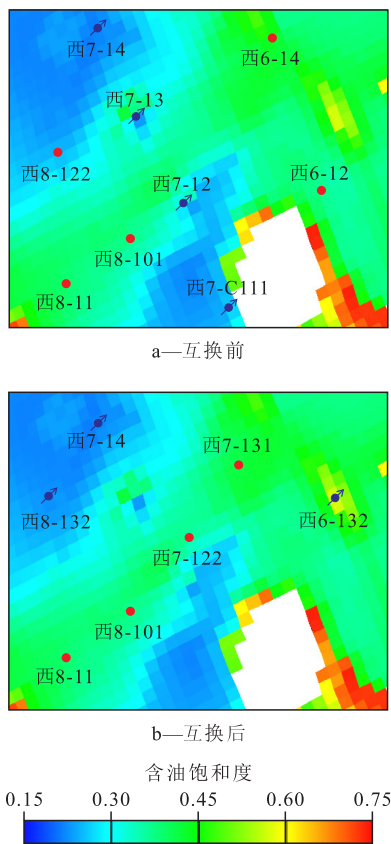 西7-14
西6-14
西7-13
西8-122
西7-12
西6-12
西8-101
西8-11
西7-C111
a—互换前
西7-14
西7-131
西8-132
西6-132
西7-122
西8-101
西8-11
b—互换后
含油饱和度
0.15 0.30 0.45 0.60 0.75